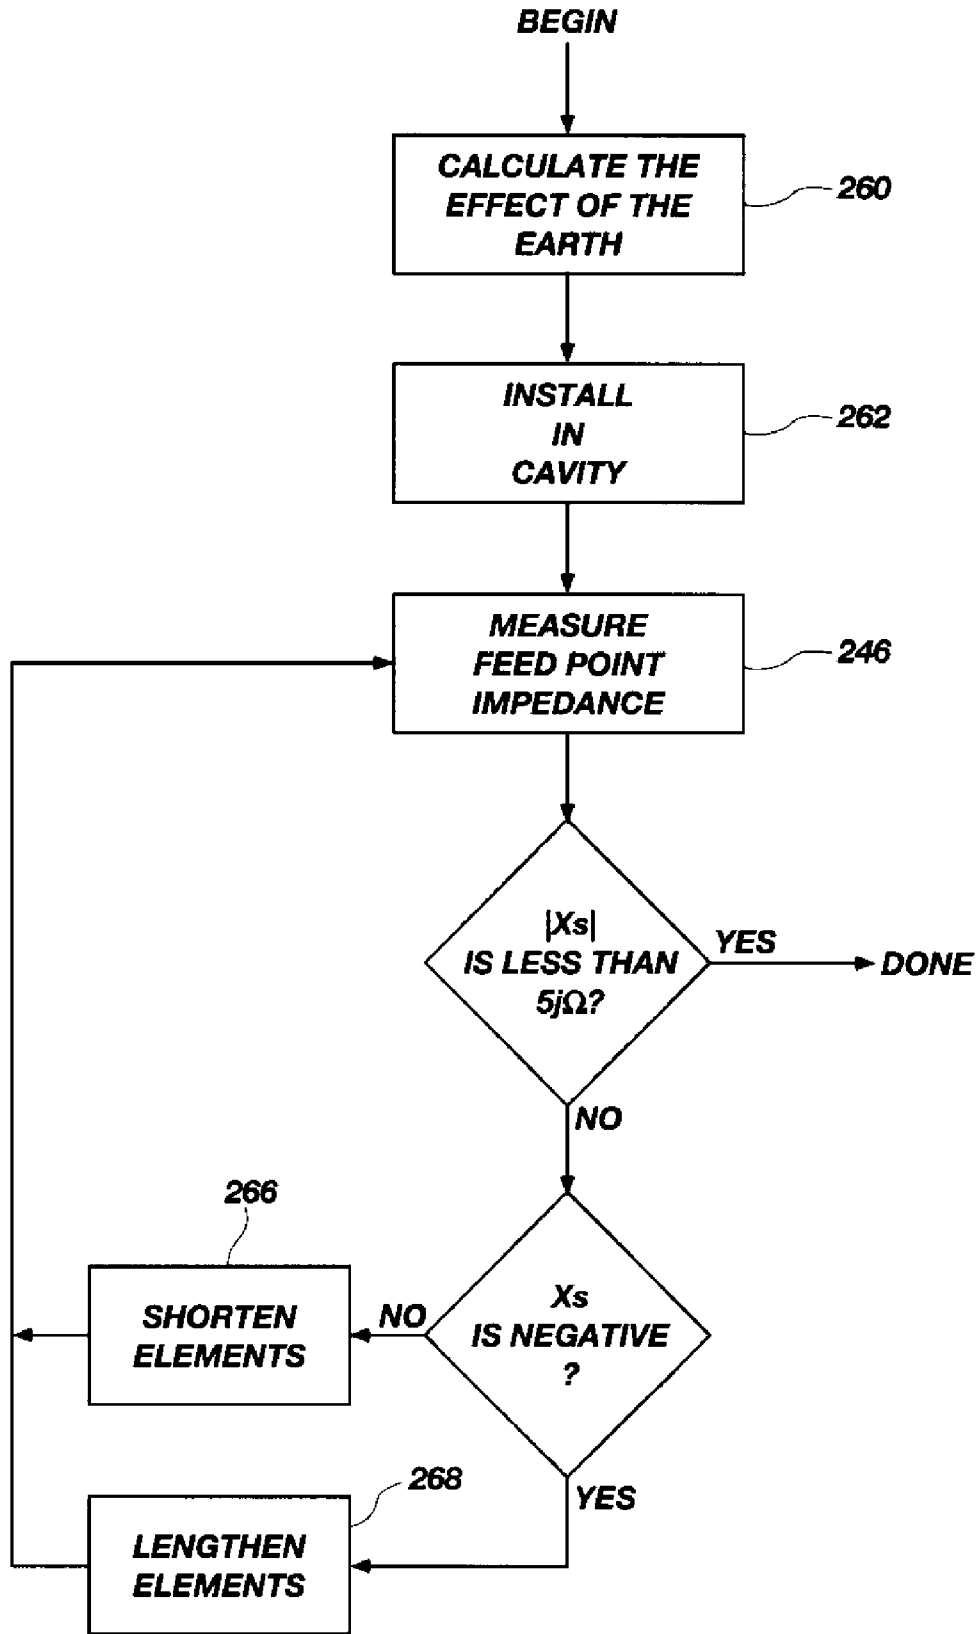 BEGIN
CALCULATE THE
EFFECT OF THE
EARTH
260
INSTALL
IN
CAVITY
262
MEASURE
FEED POINT
IMPEDANCE
246
|Xs|
IS LESS THAN
5jΩ?
YES
DONE
NO
Xs
IS NEGATIVE
?
NO
266
SHORTEN
ELEMENTS
YES
268
LENGTHEN
ELEMENTS